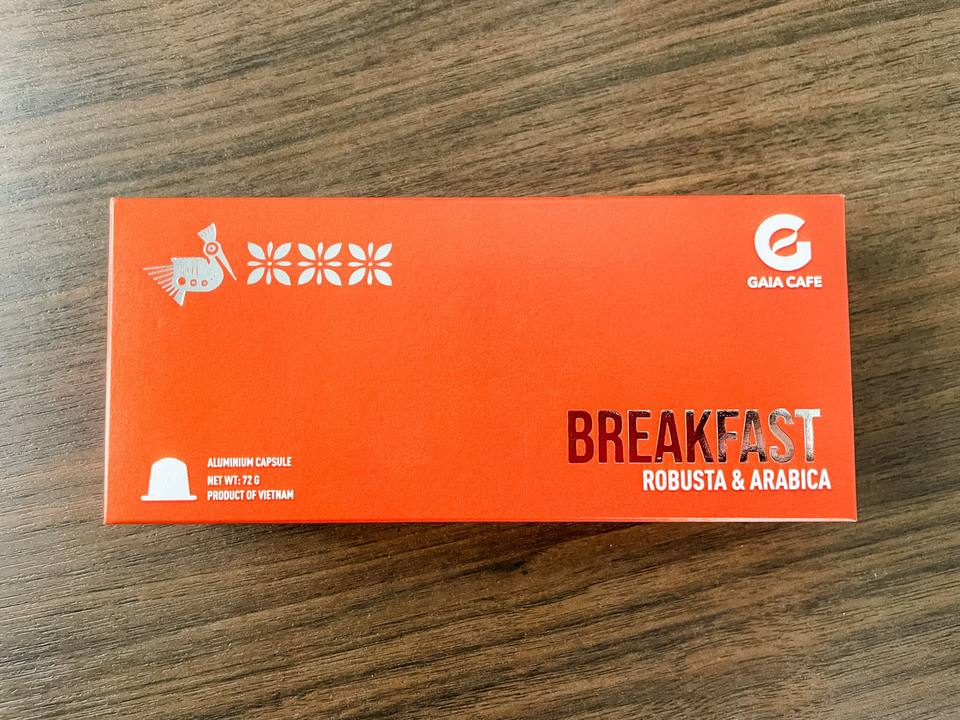 GAIA CAFE
BREAKFAST
ROBUSTA & ARABICA
ALUMINIUM CAPSULE
NET WT: 72 G
PRODUCT OF VIETNAM